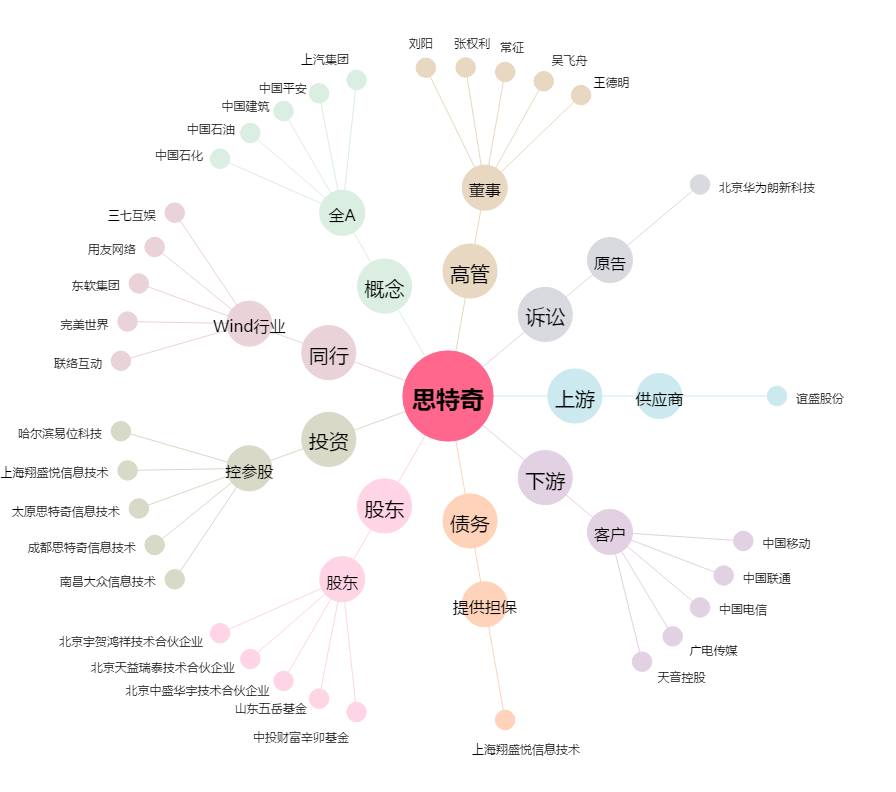 刘阳
张权利
常征
吴飞舟
王德明
上汽集团
中国平安
中国建筑
中国石油
中国石化
董事
全A
高管
概念
北京华为朗新科技
原告
诉讼
三七互娱
用友网络
东软集团
完美世界
联络互动
Wind行业
同行
思特奇
上游
供应商
谊盛股份
投资
控参股
哈尔滨易位科技
上海翔盛悦信息技术
太原思特奇信息技术
成都思特奇信息技术
南昌大众信息技术
下游
客户
中国移动
中国联通
中国电信
广电传媒
天音控股
股东
股东
北京宇贺鸿祥技术合伙企业
北京天益瑞泰技术合伙企业
北京中盛华宇技术合伙企业
山东五岳基金
中投财富辛卯基金
债务
提供担保
上海翔盛悦信息技术